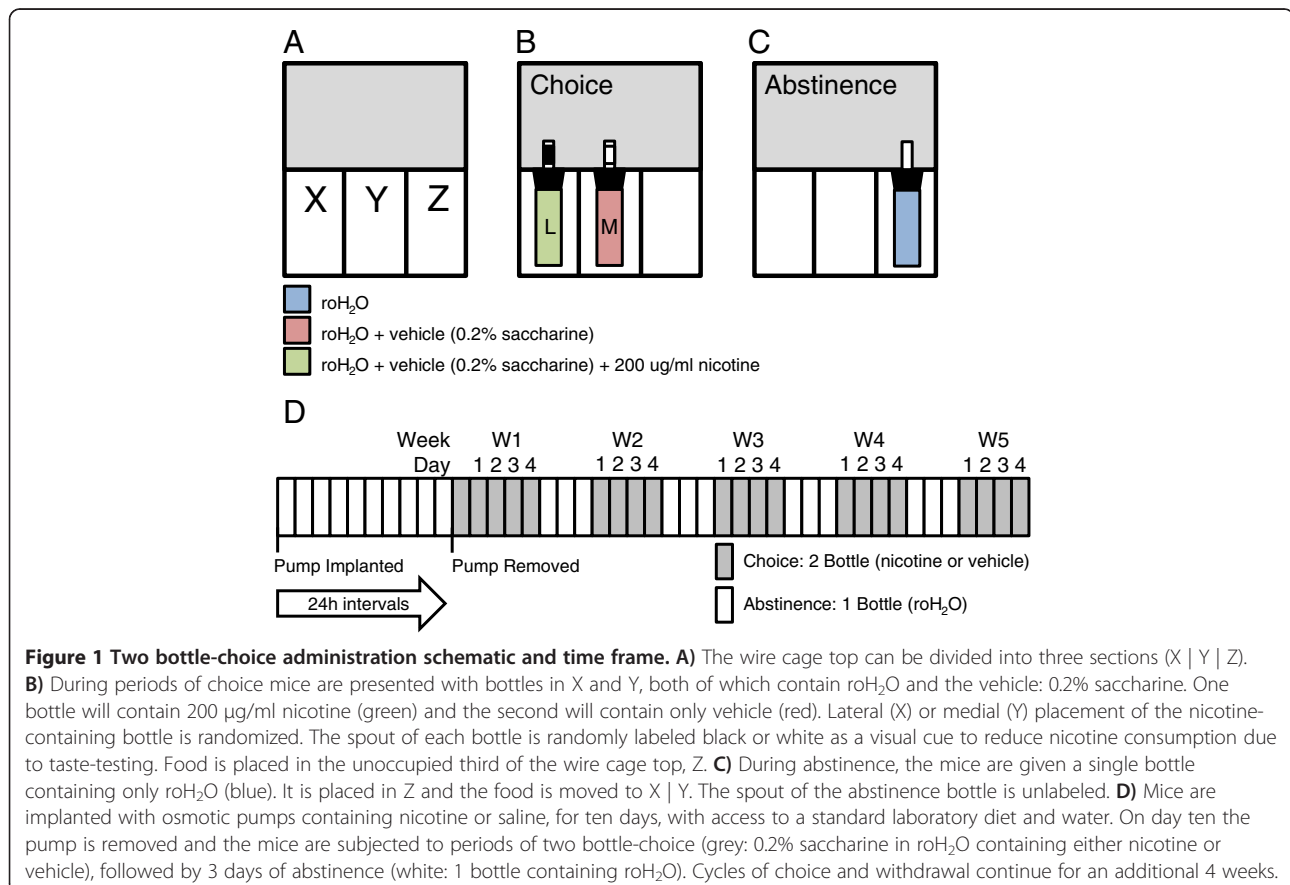 A
B
C
Choice
Abstinence
X Y Z
L
M
roH₂O
roH₂O + vehicle (0.2% saccharine)
roH₂O + vehicle (0.2% saccharine) + 200 ug/ml nicotine
D
Week W1 W2 W3 W4 W5
Day 1 2 3 4 1 2 3 4 1 2 3 4 1 2 3 4 1 2 3 4
Pump Implanted
Pump Removed
24h intervals
Choice: 2 Bottle (nicotine or vehicle)
Abstinence: 1 Bottle (roH₂O)
Figure 1 Two bottle-choice administration schematic and time frame. A) The wire cage top can be divided into three sections (X | Y | Z).
B) During periods of choice mice are presented with bottles in X and Y, both of which contain roH₂O and the vehicle: 0.2% saccharine. One
bottle will contain 200 μg/ml nicotine (green) and the second will contain only vehicle (red). Lateral (X) or medial (Y) placement of the nicotine-
containing bottle is randomized. The spout of each bottle is randomly labeled black or white as a visual cue to reduce nicotine consumption due
to taste-testing. Food is placed in the unoccupied third of the wire cage top, Z. C) During abstinence, the mice are given a single bottle
containing only roH₂O (blue). It is placed in Z and the food is moved to X | Y. The spout of the abstinence bottle is unlabeled. D) Mice are
implanted with osmotic pumps containing nicotine or saline, for ten days, with access to a standard laboratory diet and water. On day ten the
pump is removed and the mice are subjected to periods of two bottle-choice (grey: 0.2% saccharine in roH₂O containing either nicotine or
vehicle), followed by 3 days of abstinence (white: 1 bottle containing roH₂O). Cycles of choice and withdrawal continue for an additional 4 weeks.